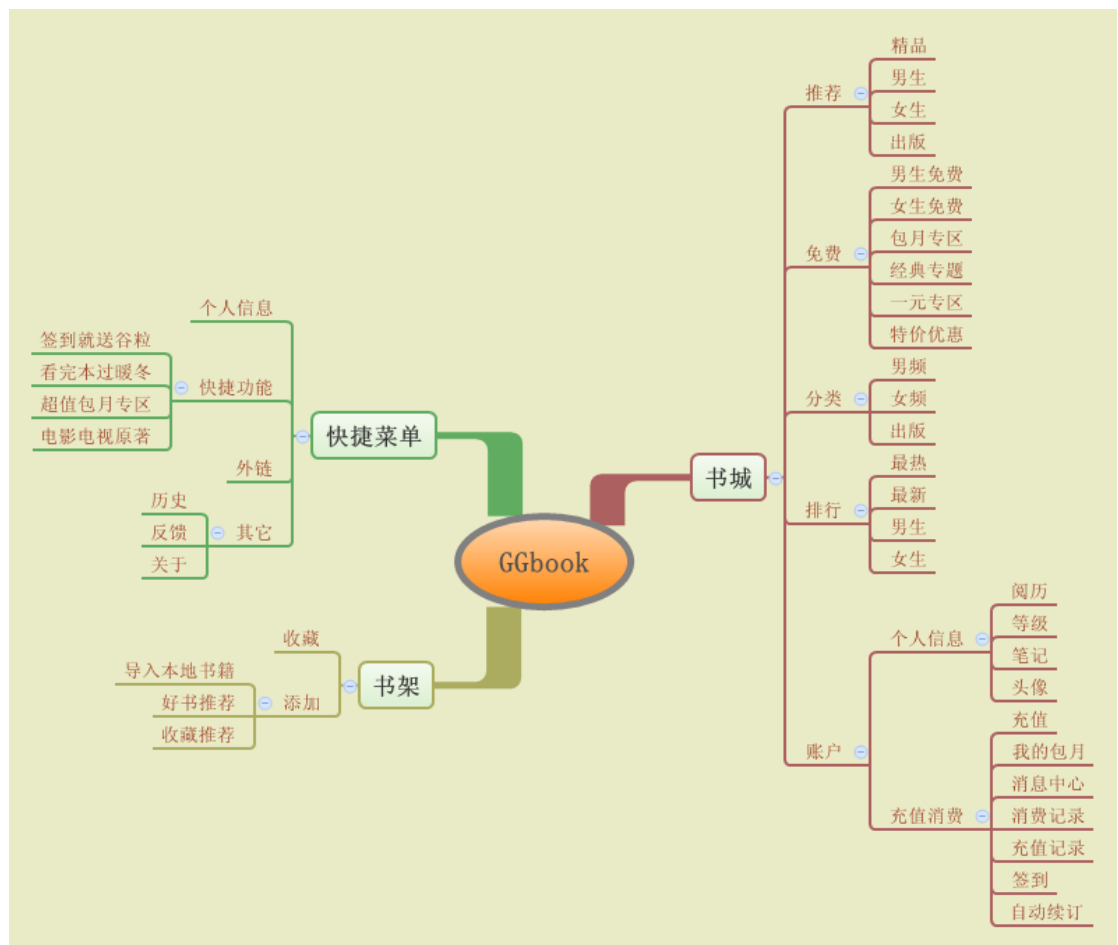 GGbook
快捷菜单
个人信息
快捷功能
签到就送谷粒
看完本过暖冬
超值包月专区
电影电视原著
外链
其它
历史
反馈
关于
书架
收藏
添加
导入本地书籍
好书推荐
收藏推荐
书城
推荐
精品
男生
女生
出版
免费
男生免费
女生免费
包月专区
经典专题
一元专区
特价优惠
分类
男频
女频
出版
排行
最热
最新
男生
女生
账户
个人信息
阅历
等级
笔记
头像
充值消费
充值
我的包月
消息中心
消费记录
充值记录
签到
自动续订